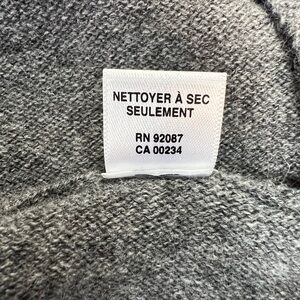 NETTOYER À SEC
SEULEMENT
RN 92087
CA 00234